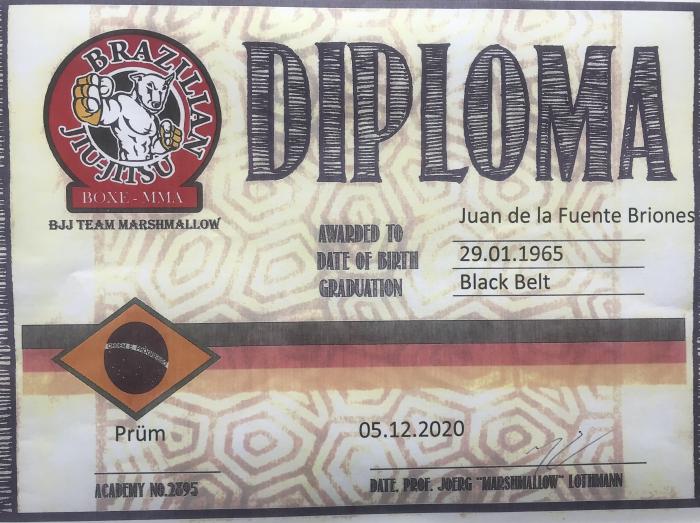 DIPLOMA
BRAZILIAN
JIU-JITSU
BOXE - MMA
BJJ TEAM MARSHMALLOW
AWARDED TO Juan de la Fuente Briones
DATE OF BIRTH 29.01.1965
GRADUATION Black Belt
ORDEM E PROGRESSO
Prüm 05.12.2020
ACADEMY NO.2895 DATE, PROF. JOERG "MARSHMALLOW" LOTHMANN